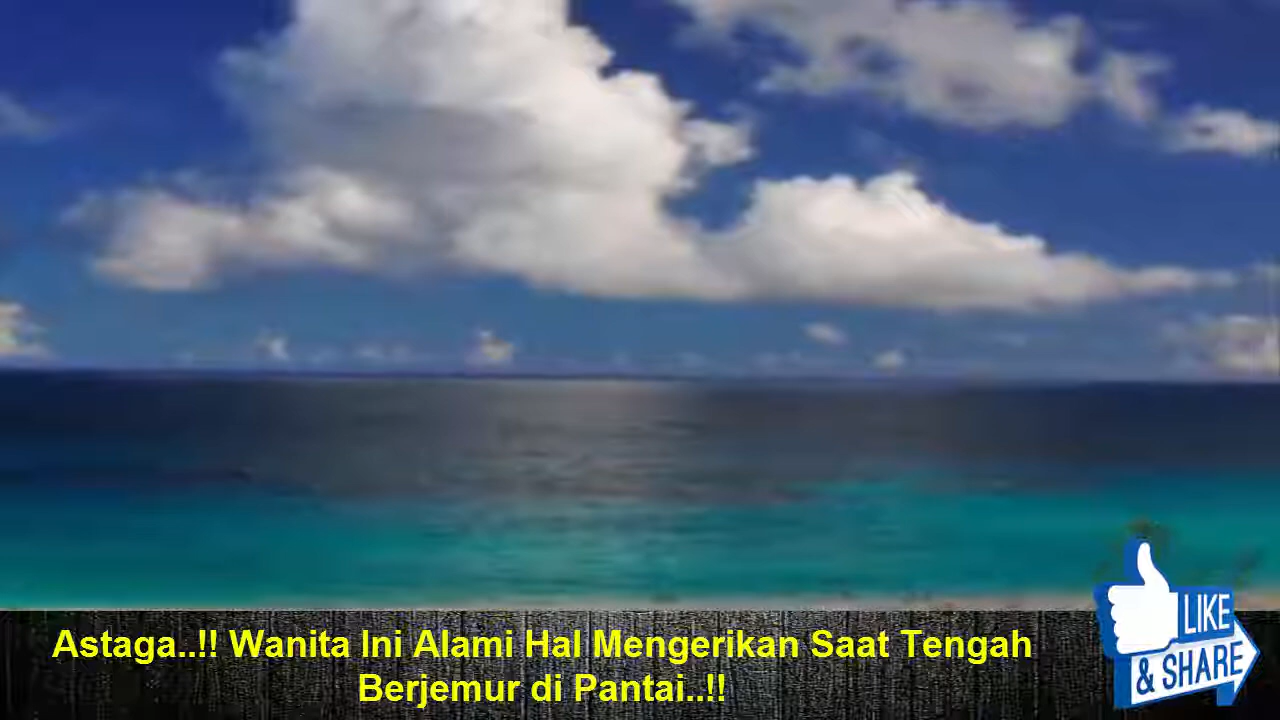 Astaga..!! Wanita Ini Alami Hal Mengerikan Saat Tengah
Berjemur di Pantai..!!
LIKE
& SHARE